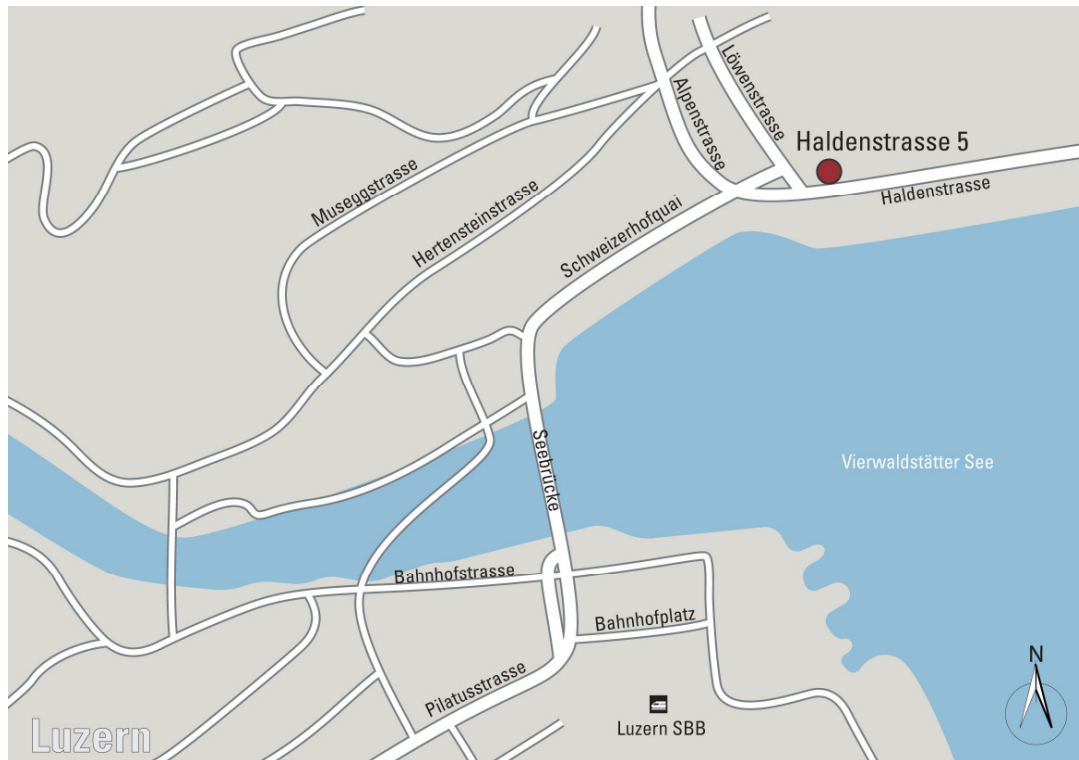 Löwenstrasse
Alpenstrasse
Haldenstrasse 5
Haldenstrasse
Museggstrasse
Hertensteinstrasse
Schweizerhofquai
Seebrücke
Vierwaldstätter See
Bahnhofstrasse
Bahnhofplatz
Pilatusstrasse
N
Luzern SBB
Luzern